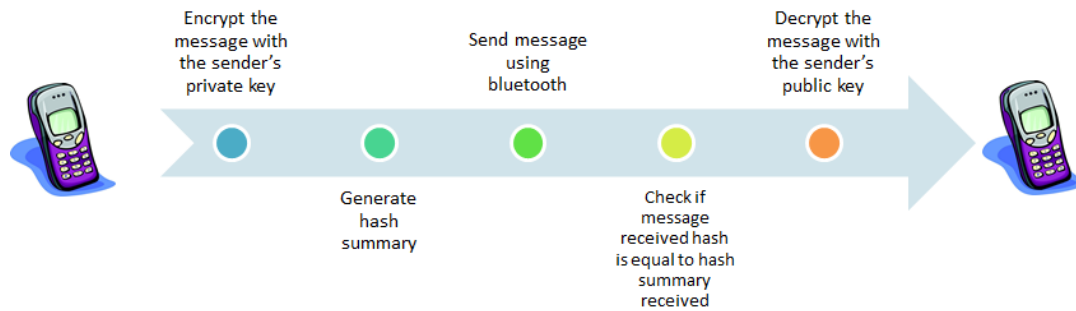 Encrypt the
message with
the sender's
private key
Generate
hash
summary
Send message
using
bluetooth
Check if
message
received hash
is equal to hash
summary
received
Decrypt the
message with
the sender's
public key